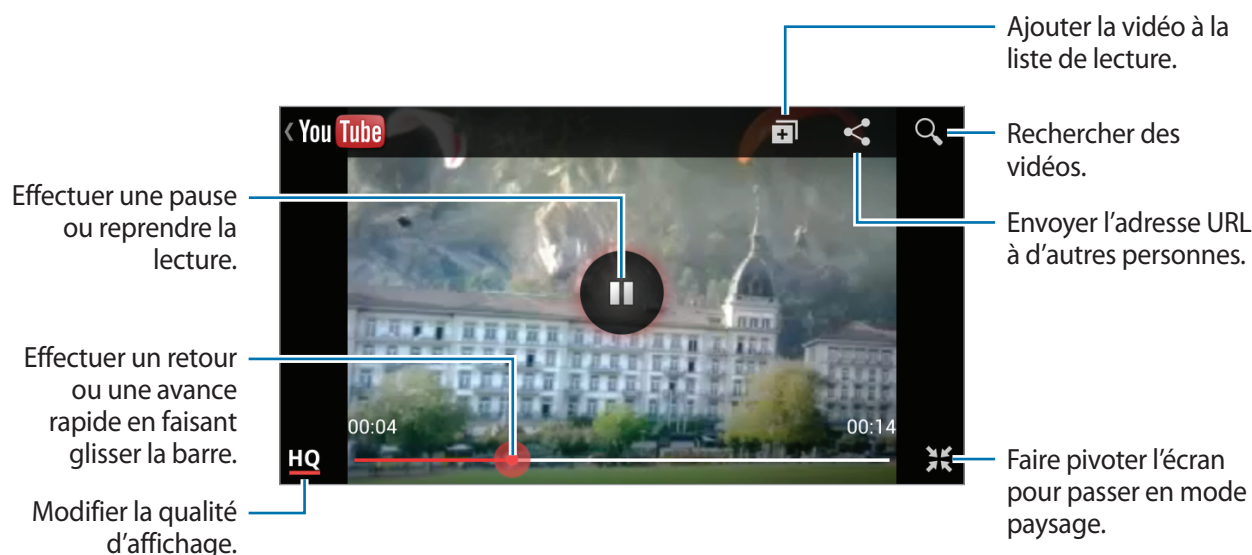 Ajouter la vidéo à la
liste de lecture.
You Tube
Rechercher des
vidéos.
Effectuer une pause
ou reprendre la
lecture.
Envoyer l'adresse URL
à d'autres personnes.
Effectuer un retour
ou une avance
rapide en faisant
glisser la barre.
00:04
00:14
HQ
Faire pivoter l'écran
pour passer en mode
paysage.
Modifier la qualité
d'affichage.